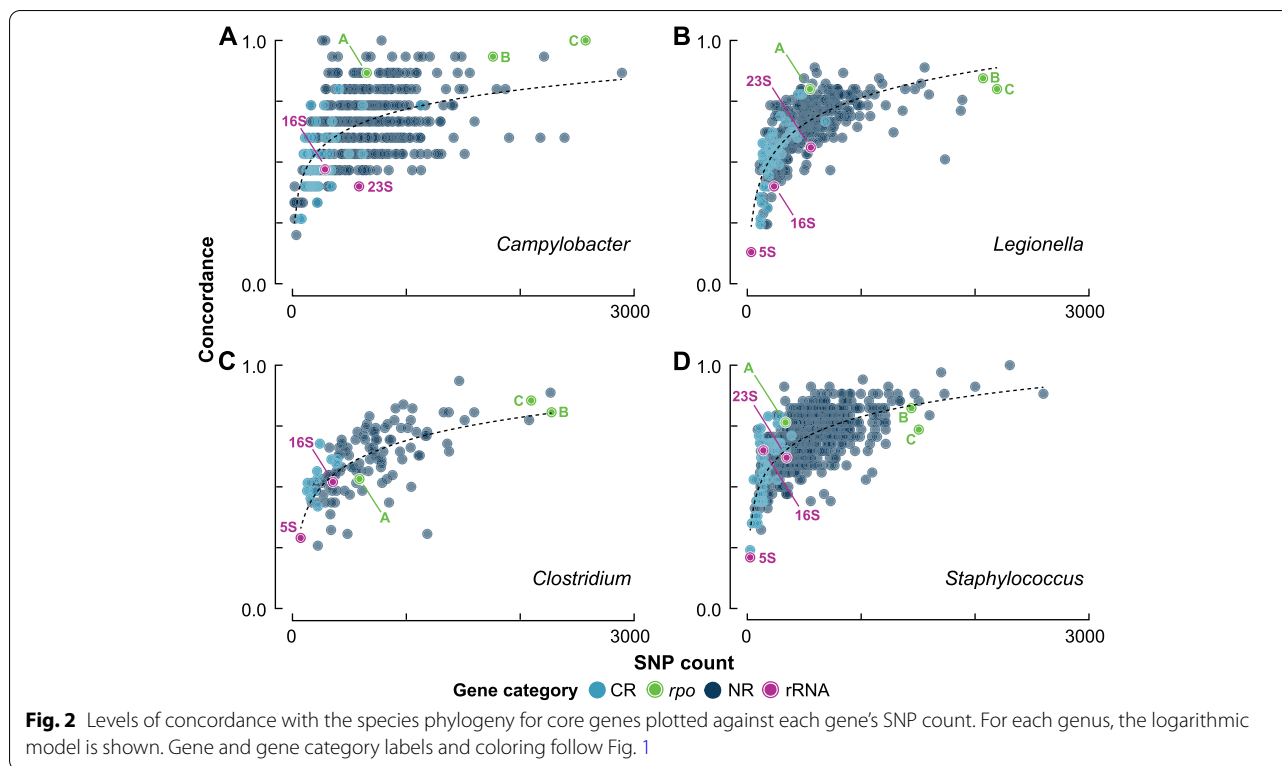 A
1.0
A
B
C
16S
23S
0.0
Campylobacter
0
3000
B
1.0
A
23S
B
C
16S
5S
0.0
Legionella
0
3000
Concordance
C
1.0
C
B
16S
A
5S
0.0
Clostridium
0
3000
D
1.0
A
23S
B
C
16S
5S
0.0
Staphylococcus
0
3000
SNP count
Gene category CR rpo NR rRNA
Fig. 2 Levels of concordance with the species phylogeny for core genes plotted against each gene’s SNP count. For each genus, the logarithmic
model is shown. Gene and gene category labels and coloring follow Fig. 1